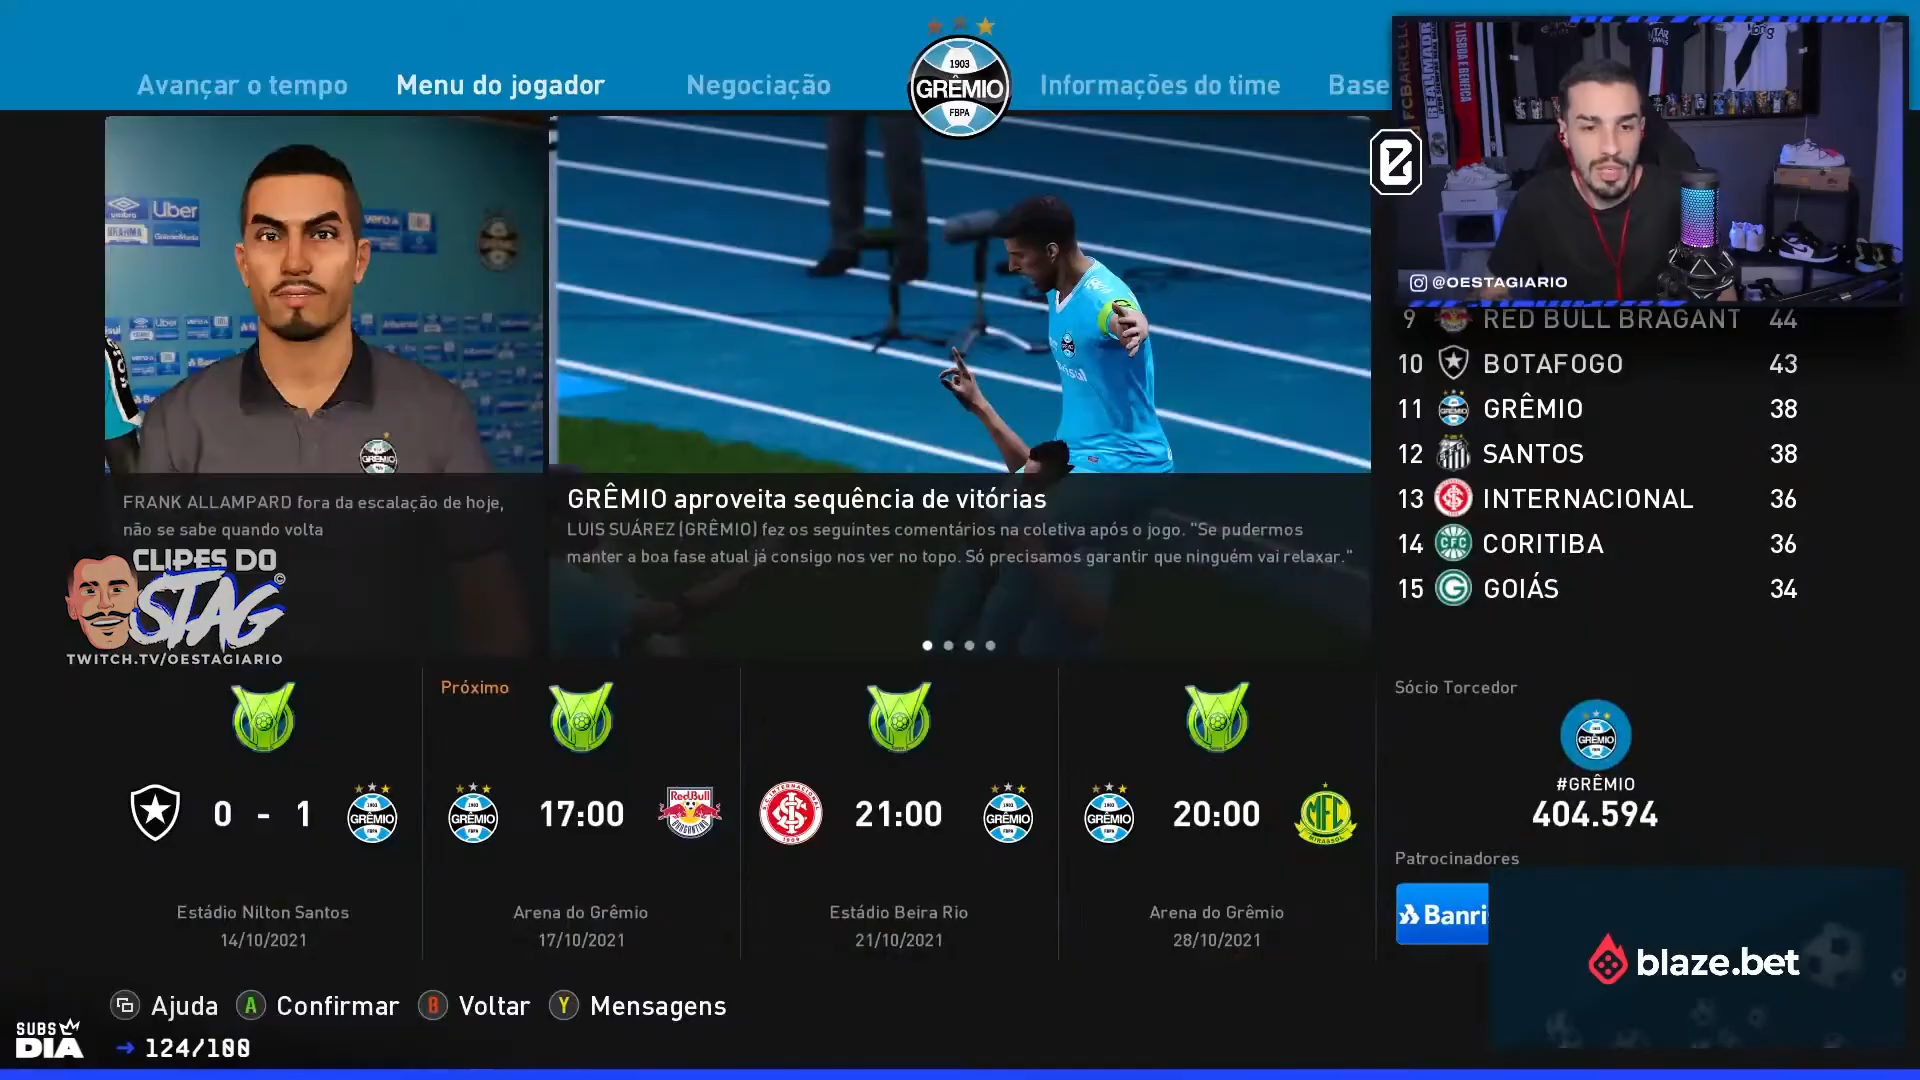 Avançar o tempo
Menu do jogador
Negociação
Informações do time
Base
1903
GRÊMIO
FBPA
Uber
FRANK ALLAMPARD fora da escalação de hoje,
não se sabe quando volta
GRÊMIO aproveita sequência de vitórias
LUIS SUÁREZ (GRÊMIO) fez os seguintes comentários na coletiva após o jogo. "Se pudermos
manter a boa fase atual já consigo nos ver no topo. Só precisamos garantir que ninguém vai relaxar."
@OESTAGIARIO
9 RED BULL BRAGANT 44
10 BOTAFOGO 43
11 GRÊMIO 38
12 SANTOS 38
13 INTERNACIONAL 36
14 CORITIBA 36
15 GOIÁS 34
CLIPES DO
STAG
TWITCH.TV/OESTAGIARIO
0 - 1
Estádio Nilton Santos
14/10/2021
Próximo
17:00
Arena do Grêmio
17/10/2021
21:00
Estádio Beira Rio
21/10/2021
20:00
Arena do Grêmio
28/10/2021
Sócio Torcedor
GRÊMIO
#GRÊMIO
404.594
Patrocinadores
Banri
blaze.bet
Ajuda
A Confirmar
B Voltar
Y Mensagens
SUBS
DIA
→ 124/100